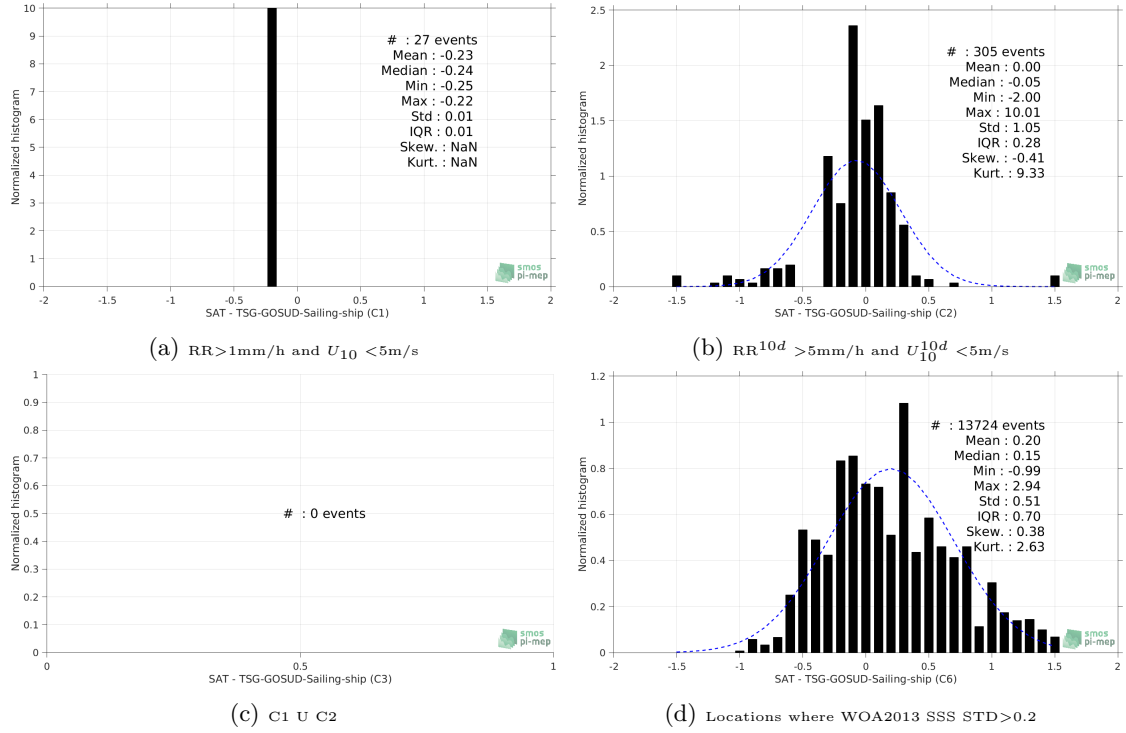 10
9
8
7
6
5
4
3
2
1
0
Normalized histogram
# : 27 events
Mean : -0.23
Median : -0.24
Min : -0.25
Max : -0.22
Std : 0.01
IQR : 0.01
Skew. : NaN
Kurt. : NaN
smos
pi-mep
-2 -1.5 -1 -0.5 0 0.5 1 1.5 2
SAT - TSG-GOSUD-Sailing-ship (C1)
(a) RR>1mm/h and U10 <5m/s
2.5
2
1.5
1
0.5
0
Normalized histogram
# : 305 events
Mean : 0.00
Median : -0.05
Min : -2.00
Max : 10.01
Std : 1.05
IQR : 0.28
Skew. : -0.41
Kurt. : 9.33
smos
pi-mep
-2 -1.5 -1 -0.5 0 0.5 1 1.5 2
SAT - TSG-GOSUD-Sailing-ship (C2)
(b) RR10d >5mm/h and U10d10 <5m/s
1
0.9
0.8
0.7
0.6
0.5
0.4
0.3
0.2
0.1
0
Normalized histogram
# : 0 events
smos
pi-mep
0 0.5 1
SAT - TSG-GOSUD-Sailing-ship (C3)
(c) C1 U C2
1.2
1
0.8
0.6
0.4
0.2
0
Normalized histogram
# : 13724 events
Mean : 0.20
Median : 0.15
Min : -0.99
Max : 2.94
Std : 0.51
IQR : 0.70
Skew. : 0.38
Kurt. : 2.63
smos
pi-mep
-2 -1.5 -1 -0.5 0 0.5 1 1.5 2
SAT - TSG-GOSUD-Sailing-ship (C6)
(d) Locations where WOA2013 SSS STD>0.2